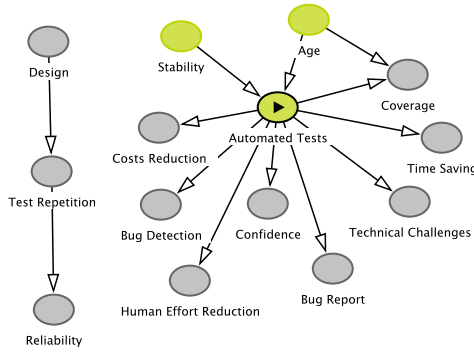 Age
Stability
Design
Coverage
Automated Tests
Costs Reduction
Time Saving
Test Repetition
Bug Detection
Confidence
Technical Challenges
Human Effort Reduction
Bug Report
Reliability